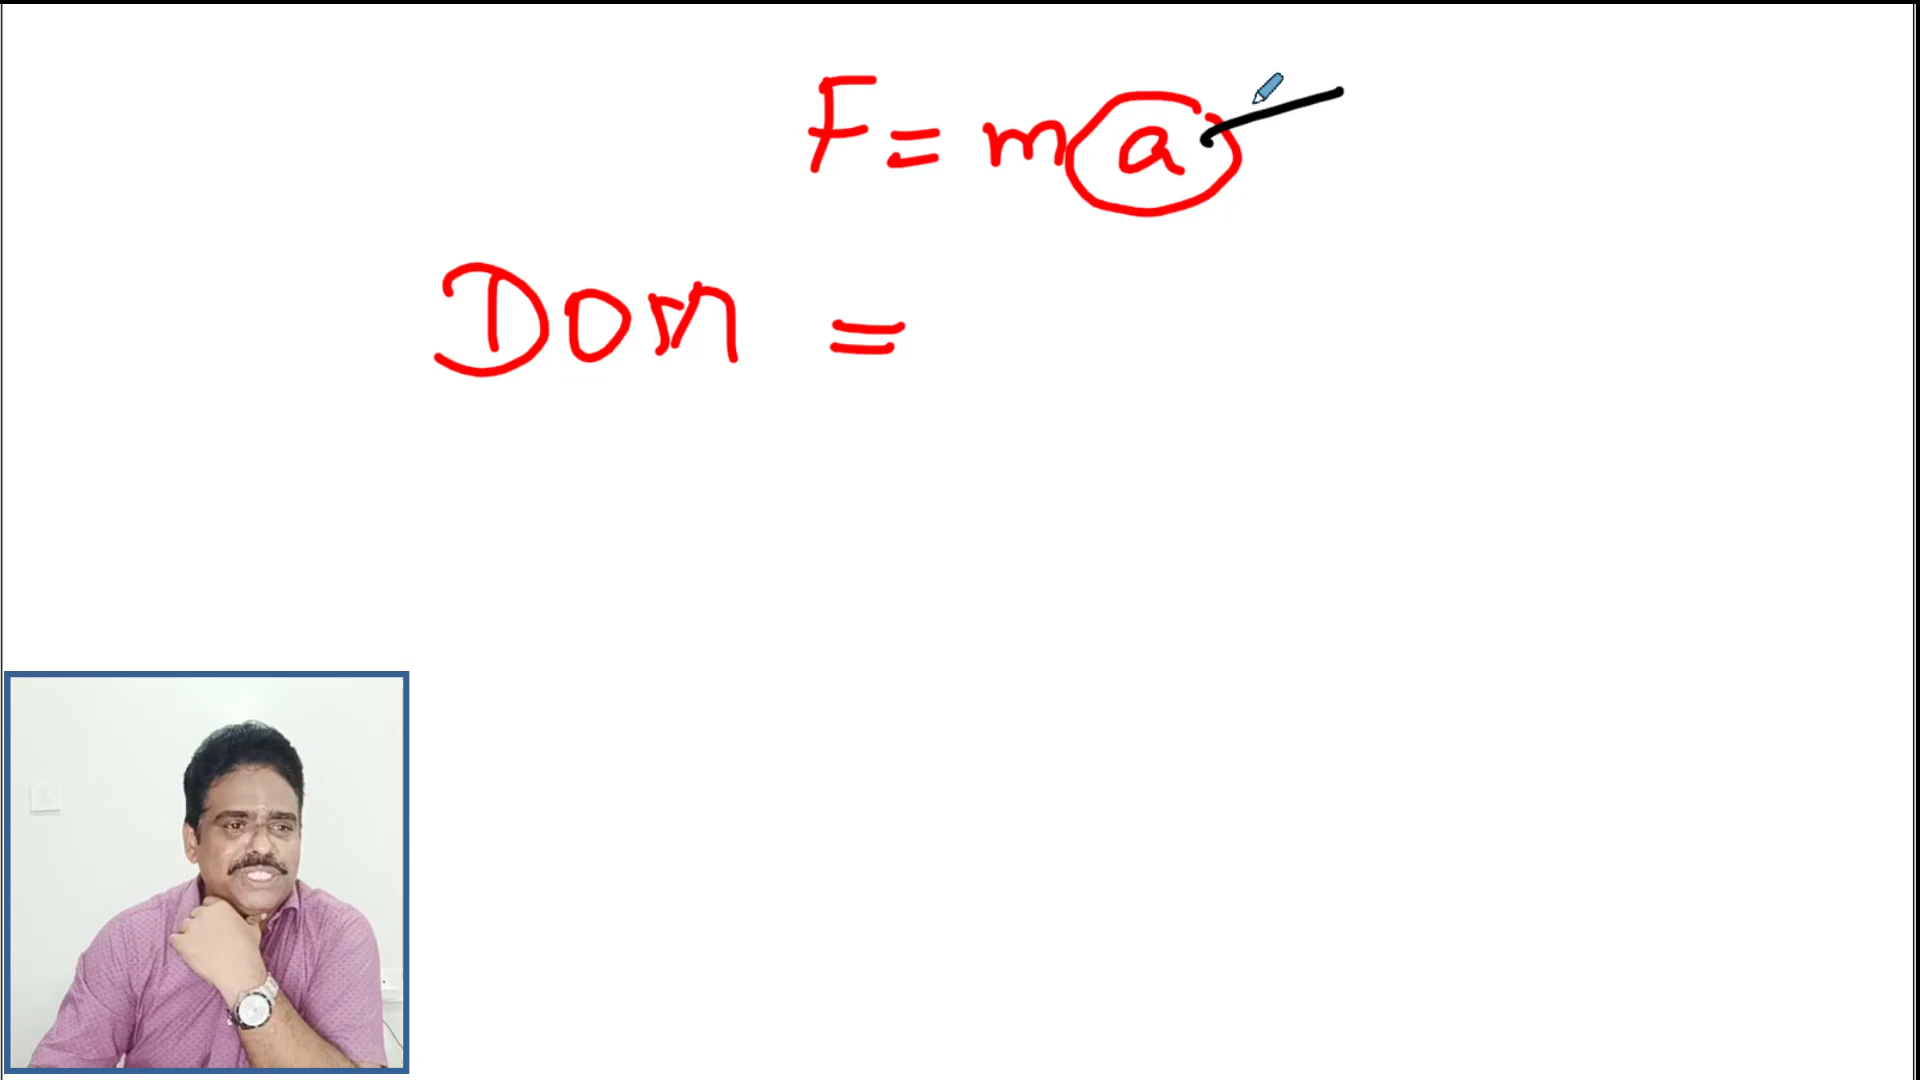 F = ma
DOM =